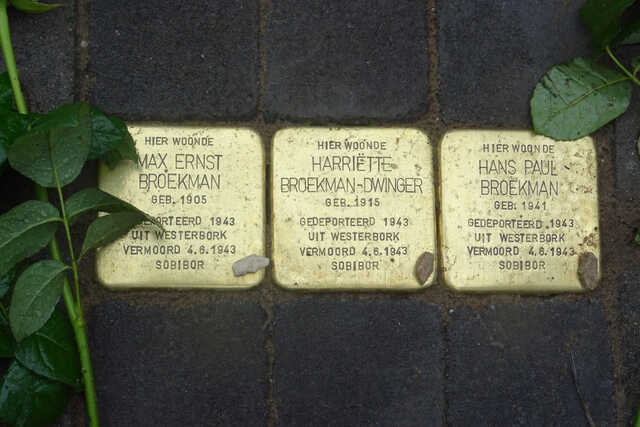 HIER WOONDE
MAX ERNST
BROEKMAN
GEB. 1905
DEPORTEERD 1943
UIT WESTERBORK
VERMOORD 4.6.1943
SOBIBOR
HIER WOONDE
HARRIËTTE
BROEKMAN-DWINGER
GEB. 1915
GEDEPORTEERD 1943
UIT WESTERBORK
VERMOORD 4.6.1943
SOBIBOR
HIER WOONDE
HANS PAUL
BROEKMAN
GEB. 1941
GEDEPORTEERD 1943
UIT WESTERBORK
VERMOORD 4.6.1943
SOBIBOR